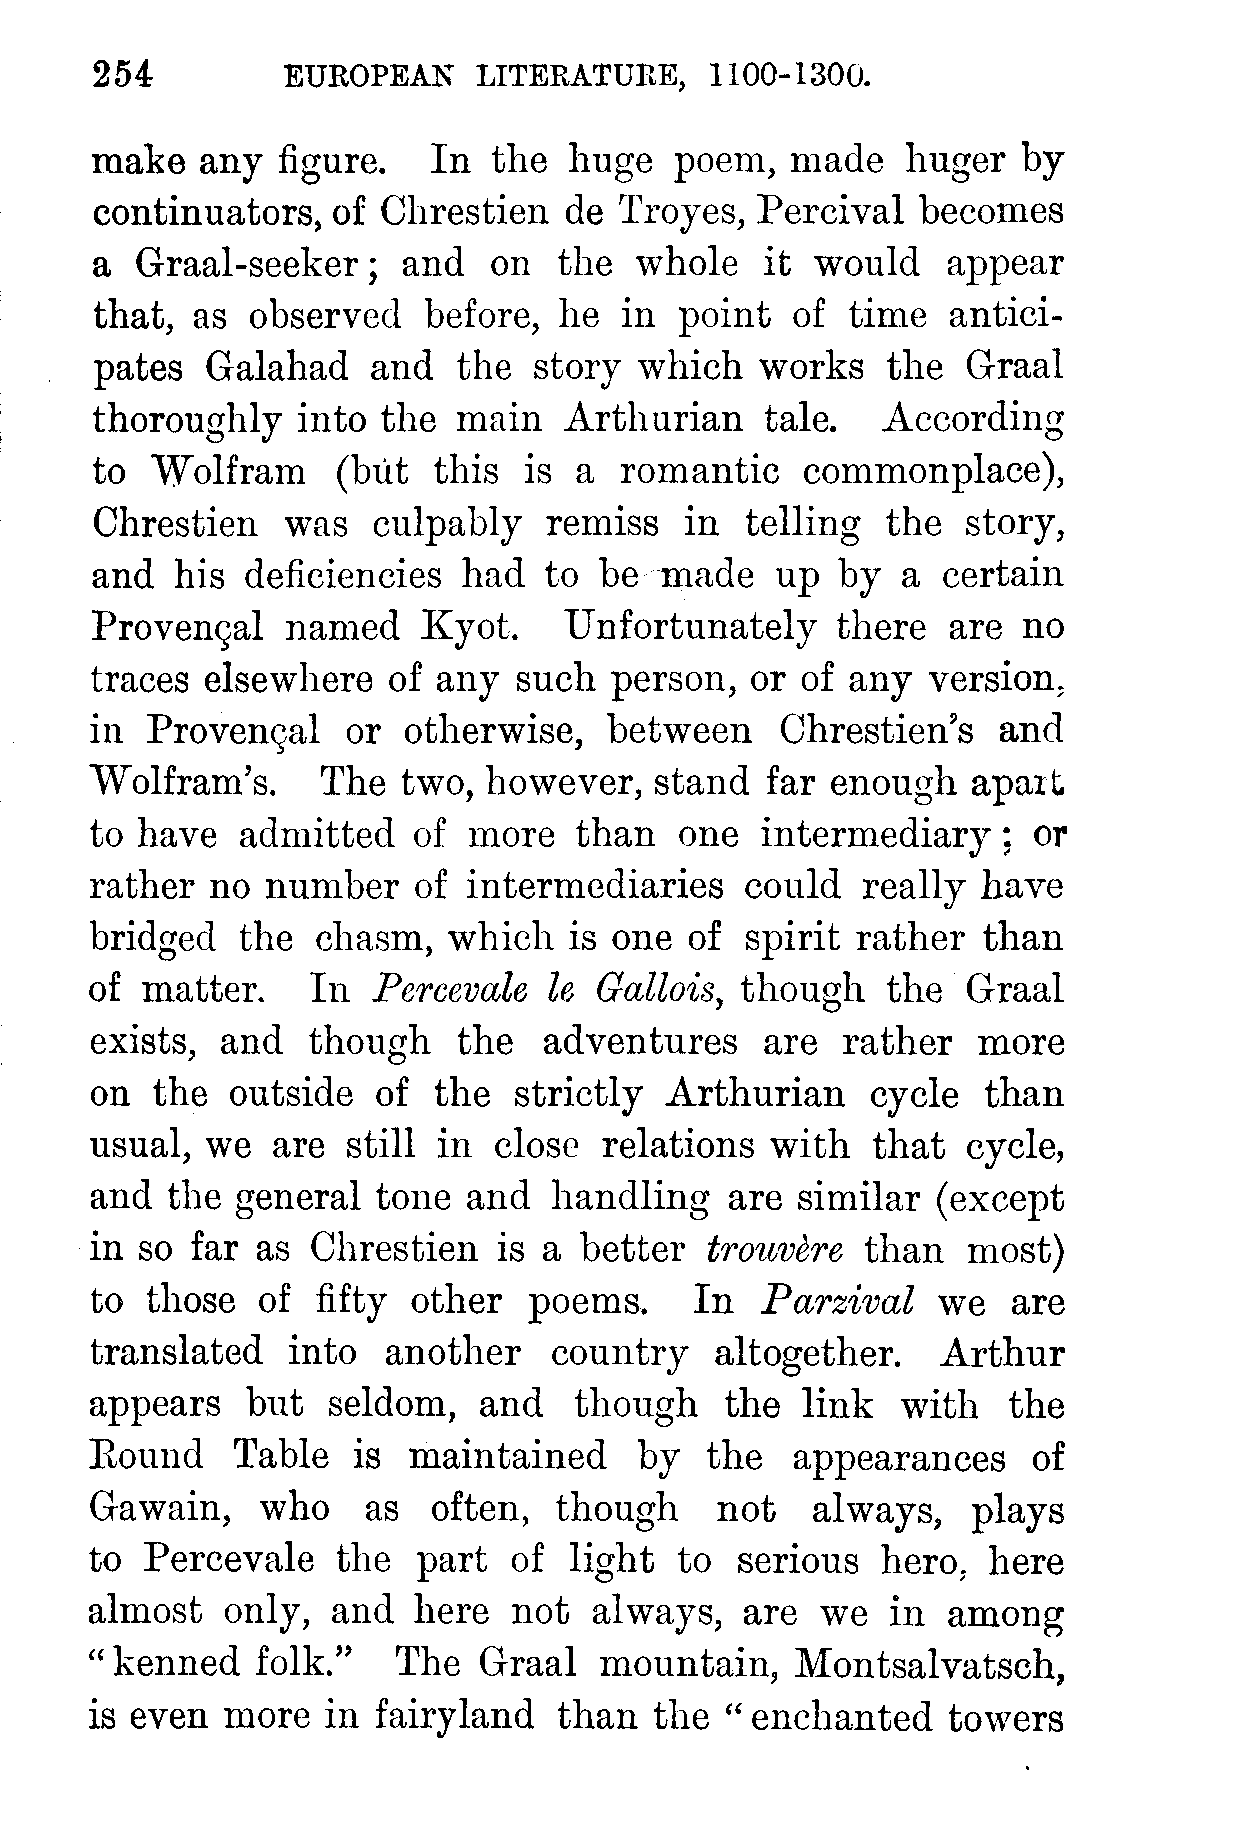 254 EUROPEAN LITERATURE, 1100-1300.
make any figure. In the huge poem, made huger by
continuators, of Chrestien de Troyes, Percival becomes
a Graal-seeker; and on the whole it would appear
that, as observed before, he in point of time antici-
pates Galahad and the story which works the Graal
thoroughly into the main Arthurian tale. According
to Wolfram (but this is a romantic commonplace),
Chrestien was culpably remiss in telling the story,
and his deficiencies had to be made up by a certain
Provençal named Kyot. Unfortunately there are no
traces elsewhere of any such person, or of any version,
in Provençal or otherwise, between Chrestien's and
Wolfram's. The two, however, stand far enough apart
to have admitted of more than one intermediary; or
rather no number of intermediaries could really have
bridged the chasm, which is one of spirit rather than
of matter. In Percevale le Gallois, though the Graal
exists, and though the adventures are rather more
on the outside of the strictly Arthurian cycle than
usual, we are still in close relations with that cycle,
and the general tone and handling are similar (except
in so far as Chrestien is a better trouvère than most)
to those of fifty other poems. In Parzival we are
translated into another country altogether. Arthur
appears but seldom, and though the link with the
Round Table is maintained by the appearances of
Gawain, who as often, though not always, plays
to Percevale the part of light to serious hero, here
almost only, and here not always, are we in among
"kenned folk." The Graal mountain, Montsalvatsch,
is even more in fairyland than the "enchanted towers